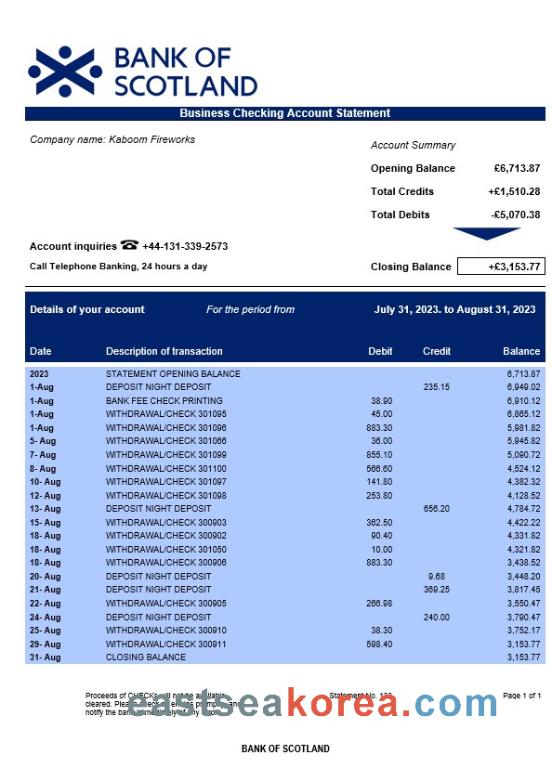 BANK OF
SCOTLAND
Business Checking Account Statement
Company name: Kaboom Fireworks
Account Summary
Opening Balance £6,713.87
Total Credits +£1,510.28
Total Debits -£5,070.38
Account inquiries ☎ +44-131-339-2573
Call Telephone Banking, 24 hours a day
Closing Balance +£3,153.77
Details of your account For the period from July 31, 2023. to August 31, 2023
Date Description of transaction Debit Credit Balance
2023 STATEMENT OPENING BALANCE 6,713.87
1-Aug DEPOSIT NIGHT DEPOSIT 235.15 6,949.02
1-Aug BANK FEE CHECK PRINTING 38.90 6,910.12
1-Aug WITHDRAWAL/CHECK 301095 45.00 6,865.12
1-Aug WITHDRAWAL/CHECK 301096 883.30 5,981.82
5- Aug WITHDRAWAL/CHECK 301066 36.00 5,945.82
7- Aug WITHDRAWAL/CHECK 301099 855.10 5,090.72
8- Aug WITHDRAWAL/CHECK 301100 566.60 4,524.12
10- Aug WITHDRAWAL/CHECK 301097 141.80 4,382.32
12- Aug WITHDRAWAL/CHECK 301098 253.80 4,128.52
13- Aug DEPOSIT NIGHT DEPOSIT 656.20 4,784.72
15- Aug WITHDRAWAL/CHECK 300903 362.50 4,422.22
18- Aug WITHDRAWAL/CHECK 300902 90.40 4,331.82
18- Aug WITHDRAWAL/CHECK 301050 10.00 4,321.82
18- Aug WITHDRAWAL/CHECK 300906 883.30 3,438.52
20- Aug DEPOSIT NIGHT DEPOSIT 9.68 3,448.20
21- Aug DEPOSIT NIGHT DEPOSIT 369.25 3,817.45
22- Aug WITHDRAWAL/CHECK 300905 266.98 3,550.47
24- Aug DEPOSIT NIGHT DEPOSIT 240.00 3,790.47
25- Aug WITHDRAWAL/CHECK 300910 38.30 3,752.17
29- Aug WITHDRAWAL/CHECK 300911 598.40 3,153.77
31- Aug CLOSING BALANCE 3,153.77
Proceeds of CHECKs will not be available Statement No. Page 1 of 1
cleared.
notify the bank
eastseakorea.com
BANK OF SCOTLAND